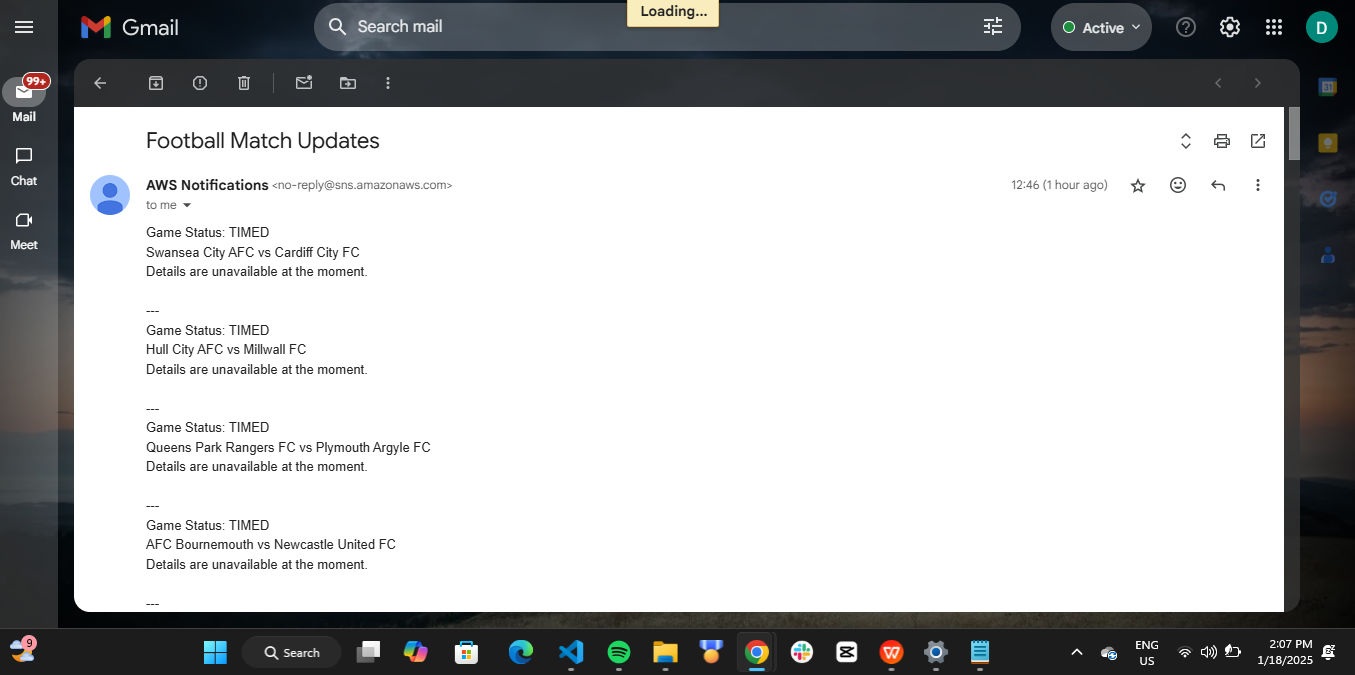 Loading...
Gmail
Search mail
Active
D
99+
Mail
Chat
Meet
31
Football Match Updates
AWS Notifications <no-reply@sns.amazonaws.com>
12:46 (1 hour ago)
to me
Game Status: TIMED
Swansea City AFC vs Cardiff City FC
Details are unavailable at the moment.
---
Game Status: TIMED
Hull City AFC vs Millwall FC
Details are unavailable at the moment.
---
Game Status: TIMED
Queens Park Rangers FC vs Plymouth Argyle FC
Details are unavailable at the moment.
---
Game Status: TIMED
AFC Bournemouth vs Newcastle United FC
Details are unavailable at the moment.
---
9
Search
ENG
US
2:07 PM
1/18/2025